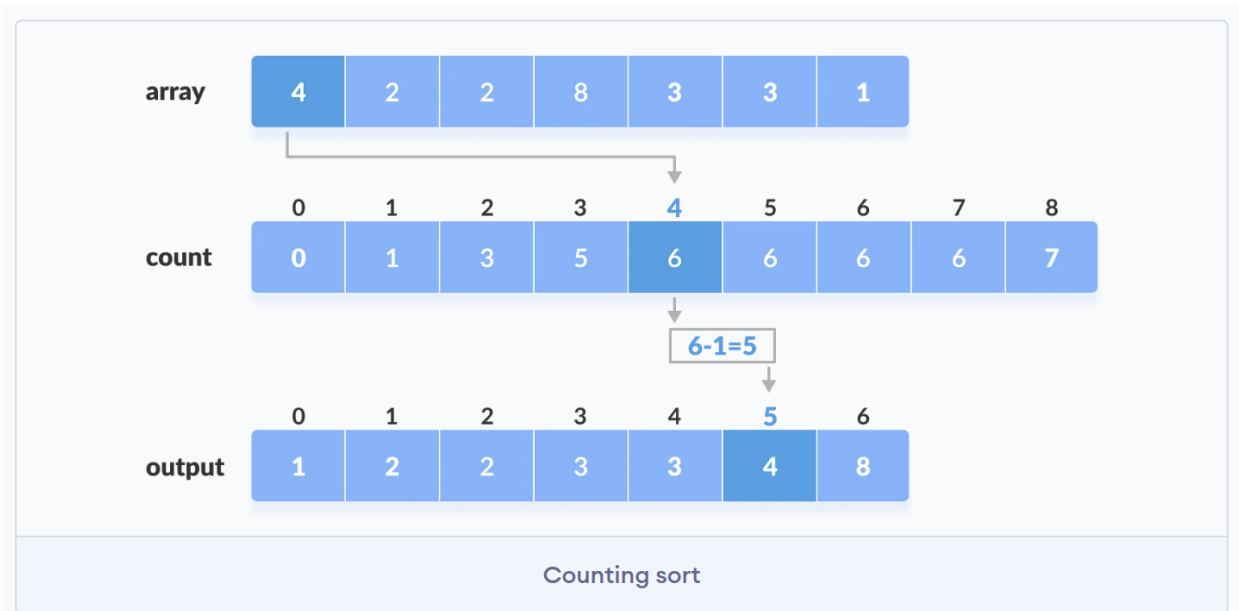 array 4 2 2 8 3 3 1
0 1 2 3 4 5 6 7 8
count 0 1 3 5 6 6 6 6 7
6-1=5
0 1 2 3 4 5 6
output 1 2 2 3 3 4 8
Counting sort